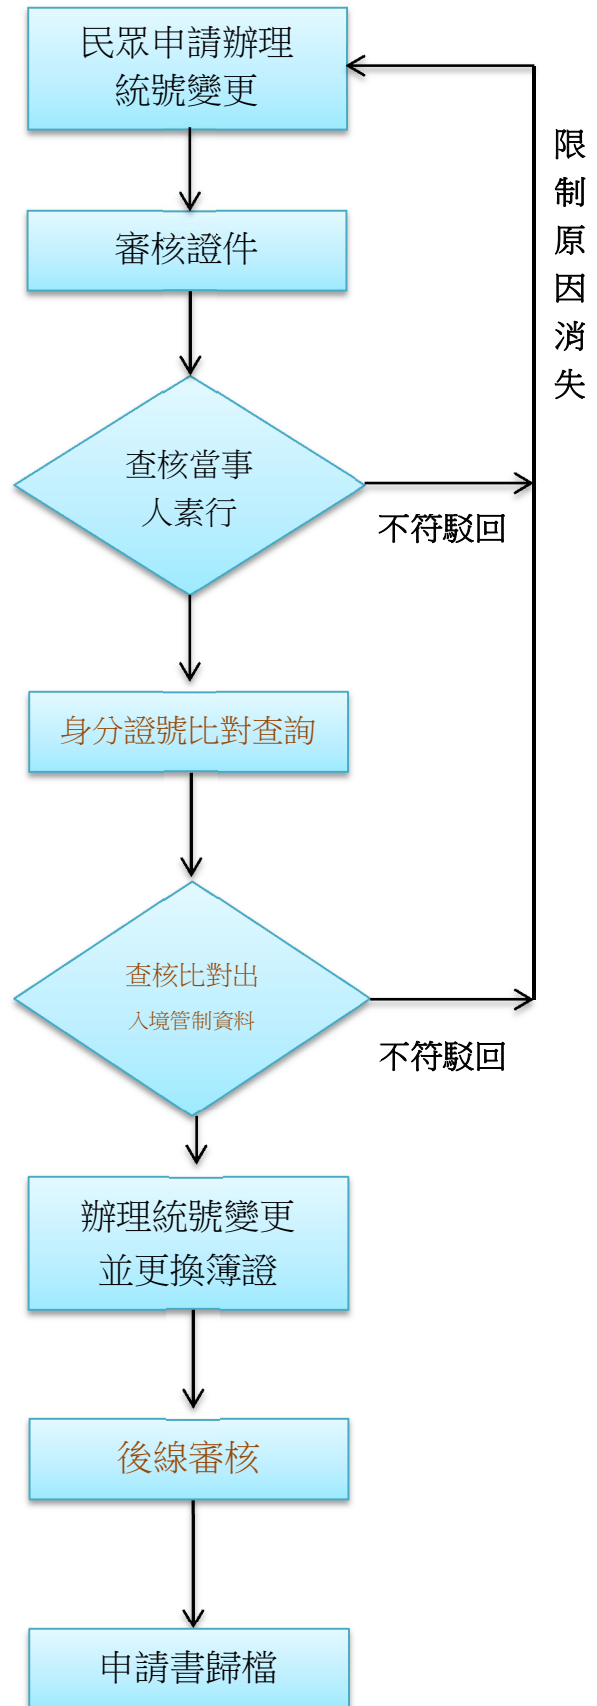 民眾申請辦理
統號變更
限制原因消失
審核證件
查核當事
人素行
不符駁回
身分證號比對查詢
查核比對出
入境管制資料
不符駁回
辦理統號變更
並更換簿證
後線審核
申請書歸檔